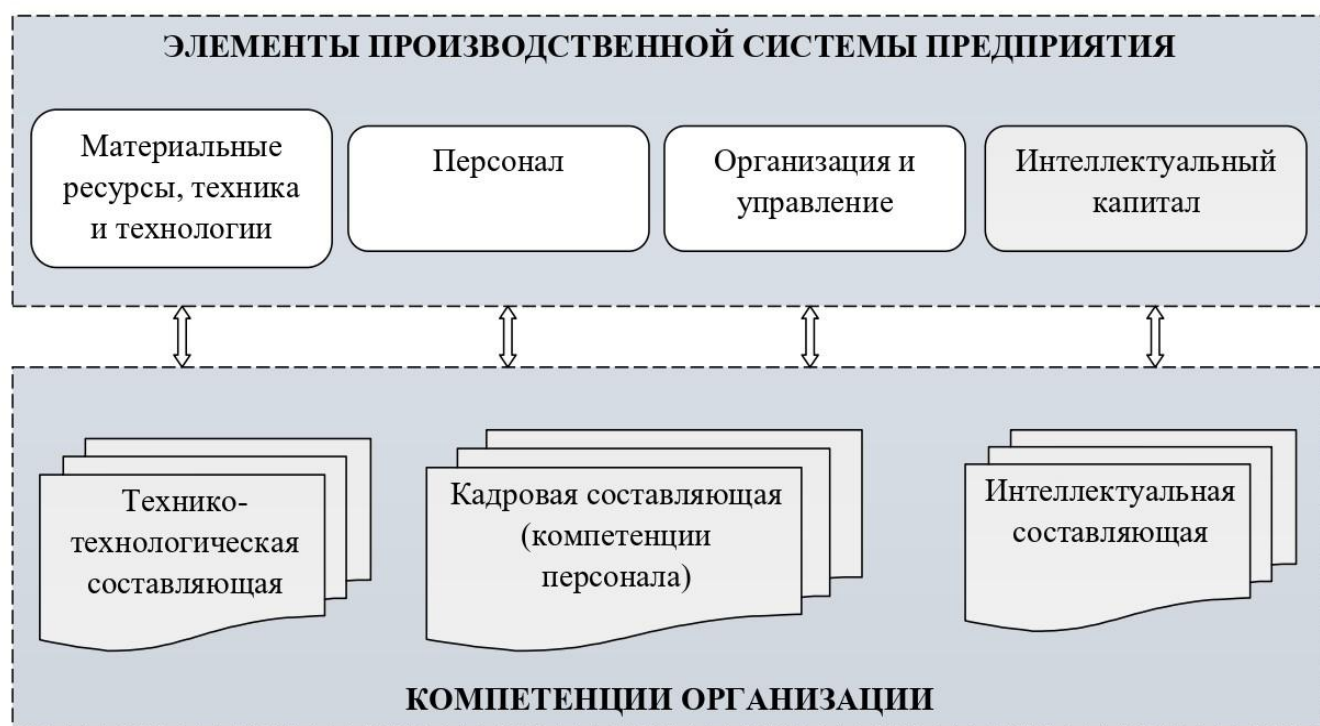 ЭЛЕМЕНТЫ ПРОИЗВОДСТВЕННОЙ СИСТЕМЫ ПРЕДПРИЯТИЯ
Материальные
ресурсы, техника
и технологии
Персонал
Организация и
управление
Интеллектуальный
капитал
Технико-
технологическая
составляющая
Кадровая составляющая
(компетенции
персонала)
Интеллектуальная
составляющая
КОМПЕТЕНЦИИ ОРГАНИЗАЦИИ